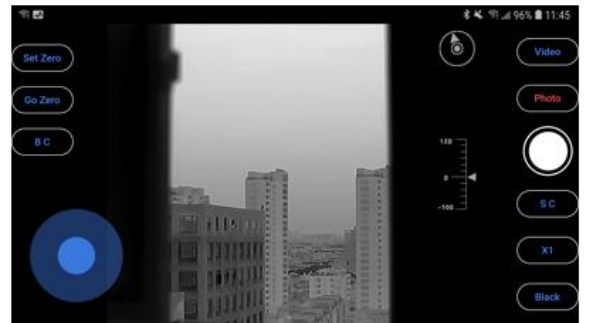 96% 11:45
Set Zero
Go Zero
B C
Video
Photo
120
0
-100
S C
X1
Black